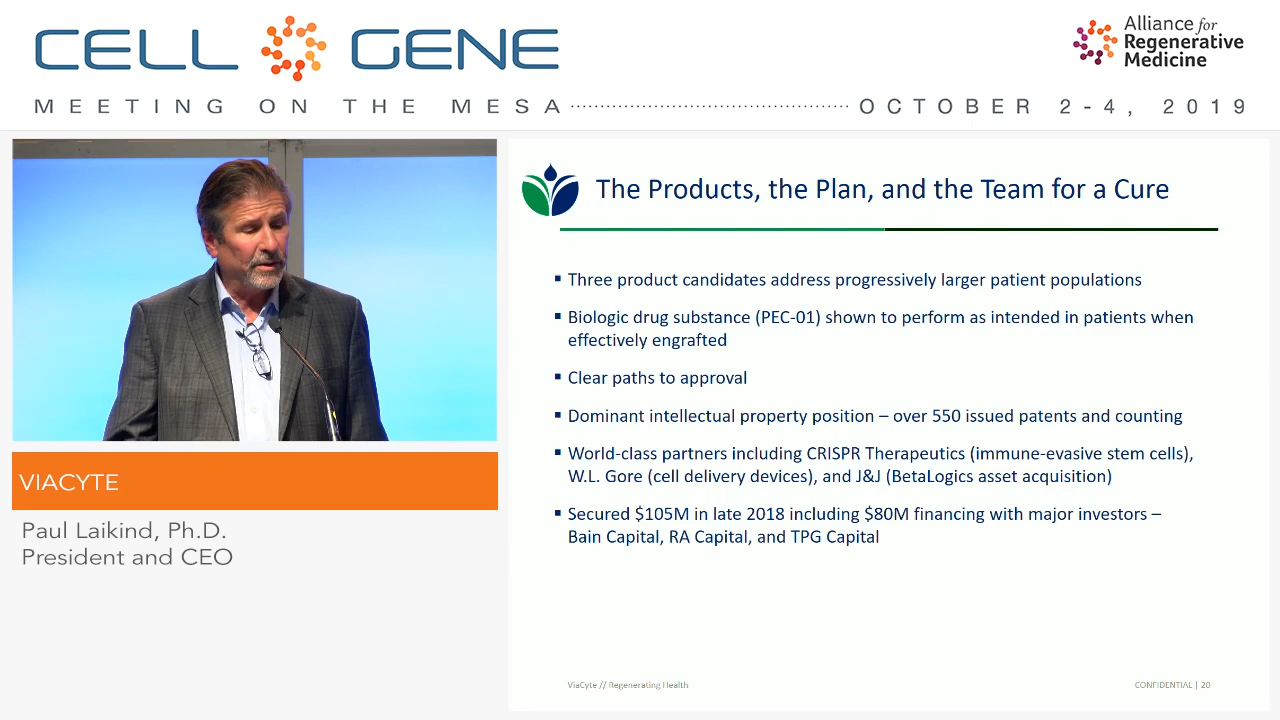 CELL GENE
Alliance for
Regenerative
Medicine
MEETING ON THE MESA OCTOBER 2-4, 2019
The Products, the Plan, and the Team for a Cure
▪ Three product candidates address progressively larger patient populations
▪ Biologic drug substance (PEC-01) shown to perform as intended in patients when
effectively engrafted
▪ Clear paths to approval
▪ Dominant intellectual property position – over 550 issued patents and counting
▪ World-class partners including CRISPR Therapeutics (immune-evasive stem cells),
W.L. Gore (cell delivery devices), and J&J (BetaLogics asset acquisition)
▪ Secured $105M in late 2018 including $80M financing with major investors –
Bain Capital, RA Capital, and TPG Capital
VIACYTE
Paul Laikind, Ph.D.
President and CEO
ViaCyte // Regenerating Health
CONFIDENTIAL | 20